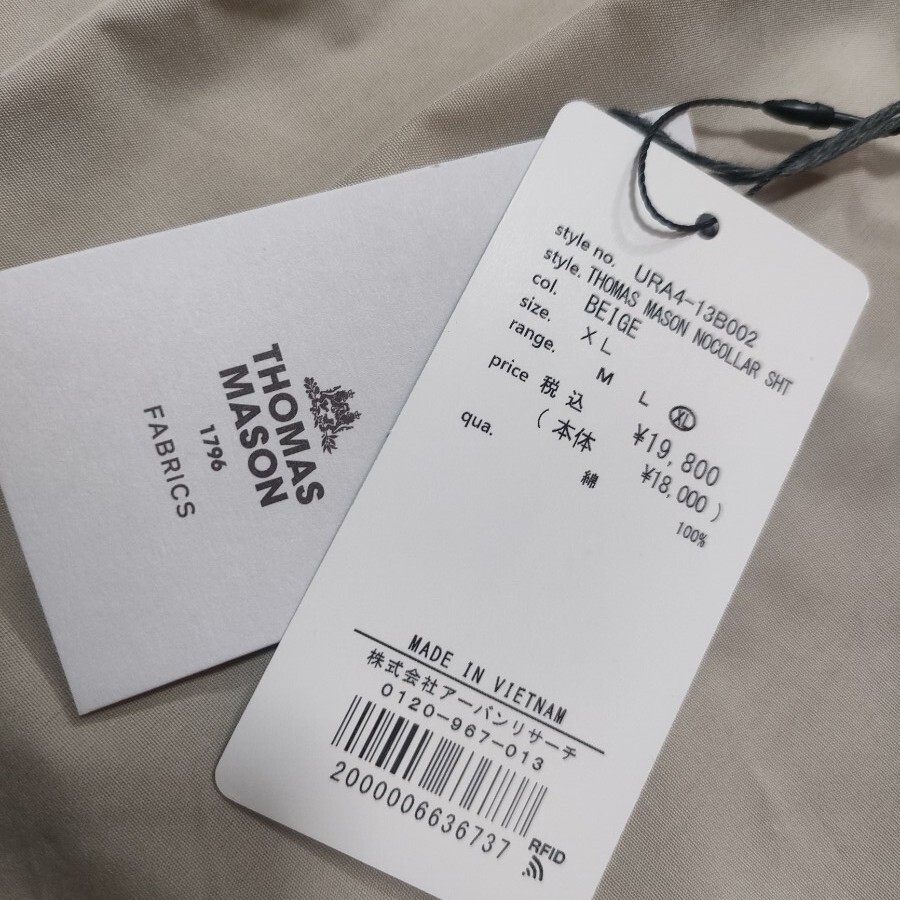 THOMAS
MASON
1796
FABRICS
style no. URA4-13B002
style. THOMAS MASON NOCOLLAR SHT
col. BEIGE
size. XL
range. M L XL
price 税込 ¥19,800
(本体 ¥18,000)
qua. 綿 100%
MADE IN VIETNAM
株式会社アーバンリサーチ
0120-967-013
2000006636737
RFID